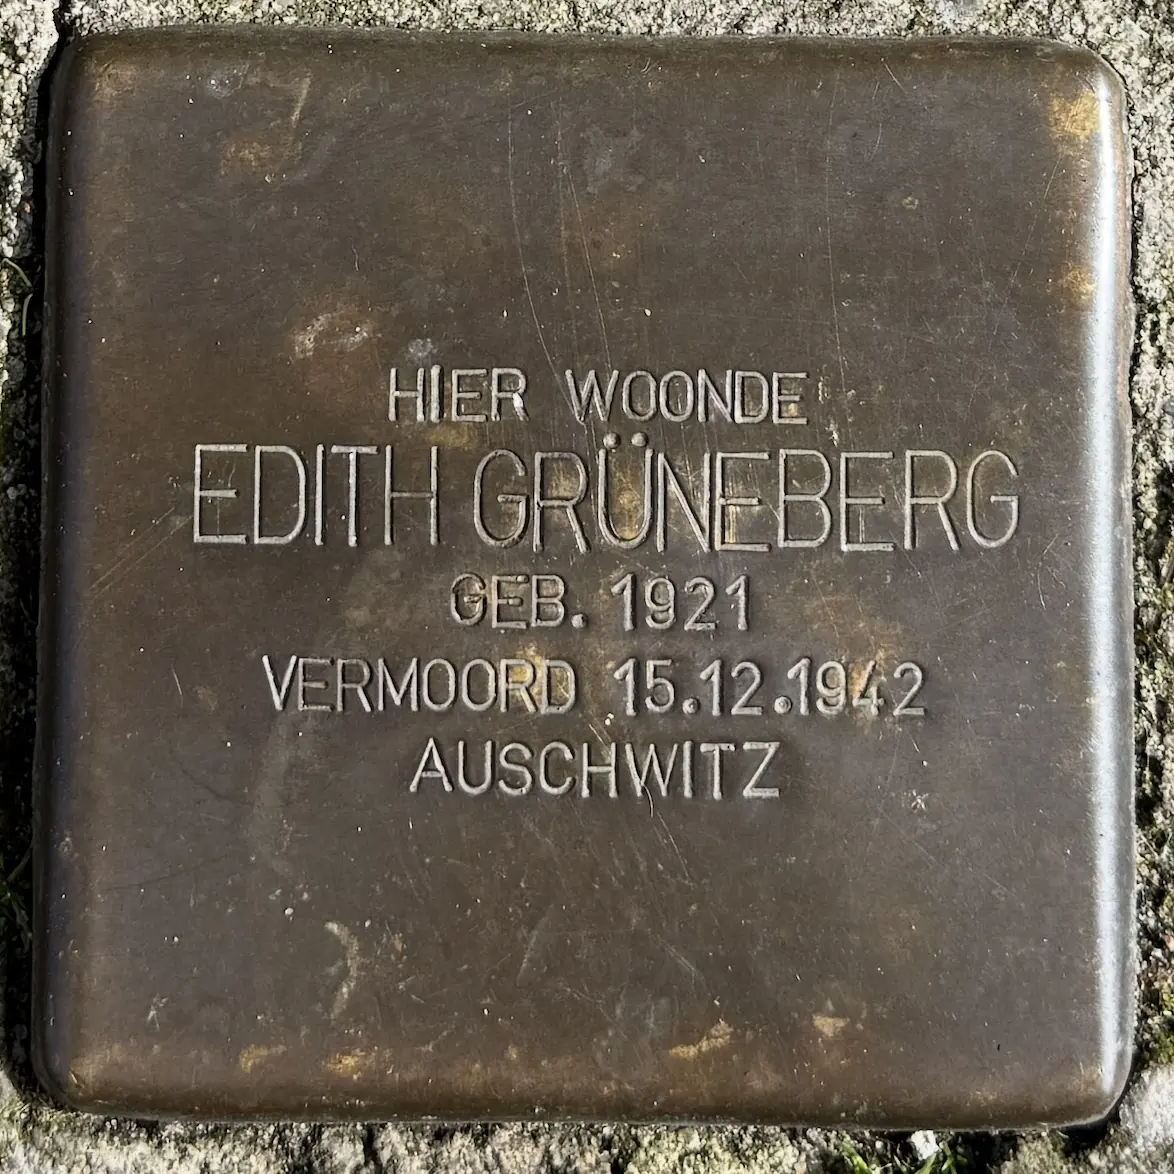 HIER WOONDE
EDITH GRÜNEBERG
GEB. 1921
VERMOORD 15.12.1942
AUSCHWITZ